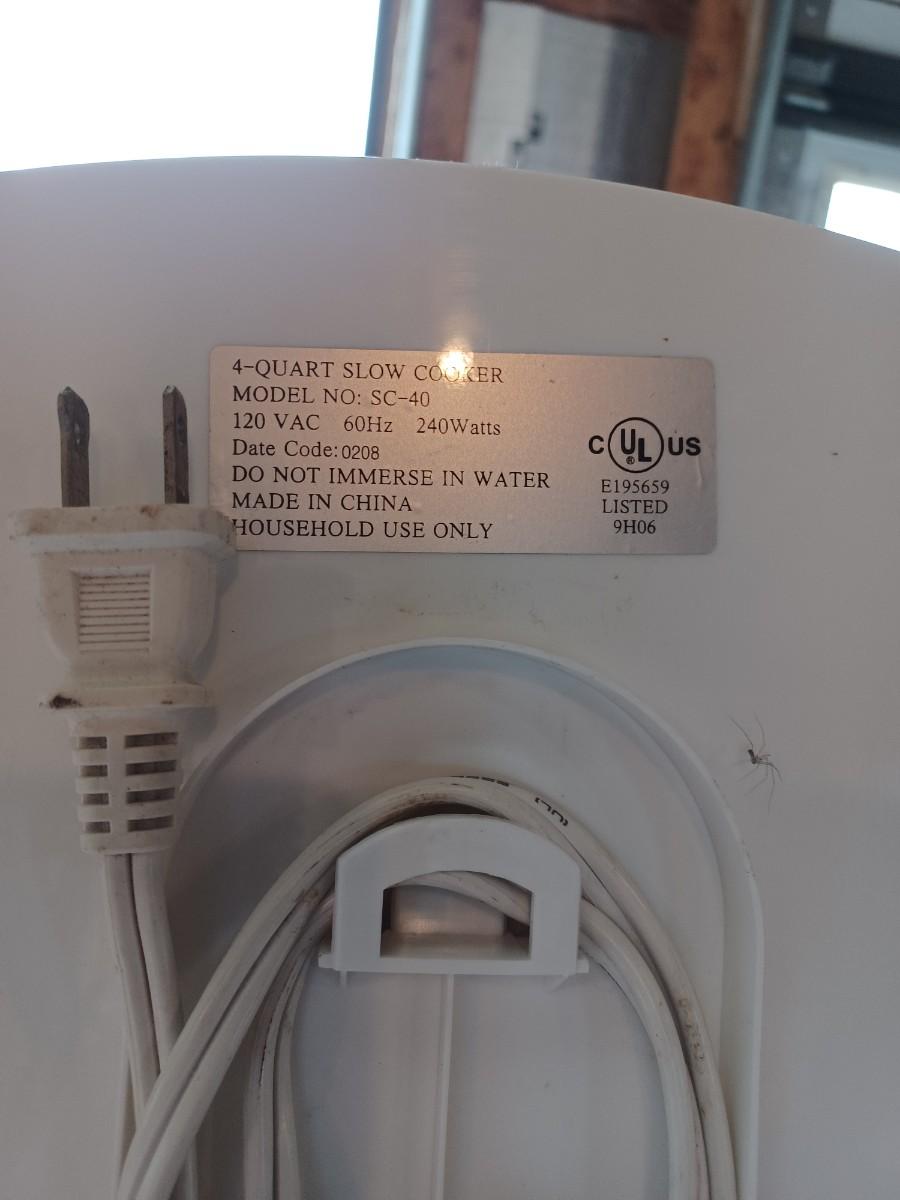 4-QUART SLOW COOKER
MODEL NO: SC-40
120 VAC 60Hz 240Watts
Date Code: 0208
DO NOT IMMERSE IN WATER
MADE IN CHINA
HOUSEHOLD USE ONLY
C UL® US
E195659
LISTED
9H06